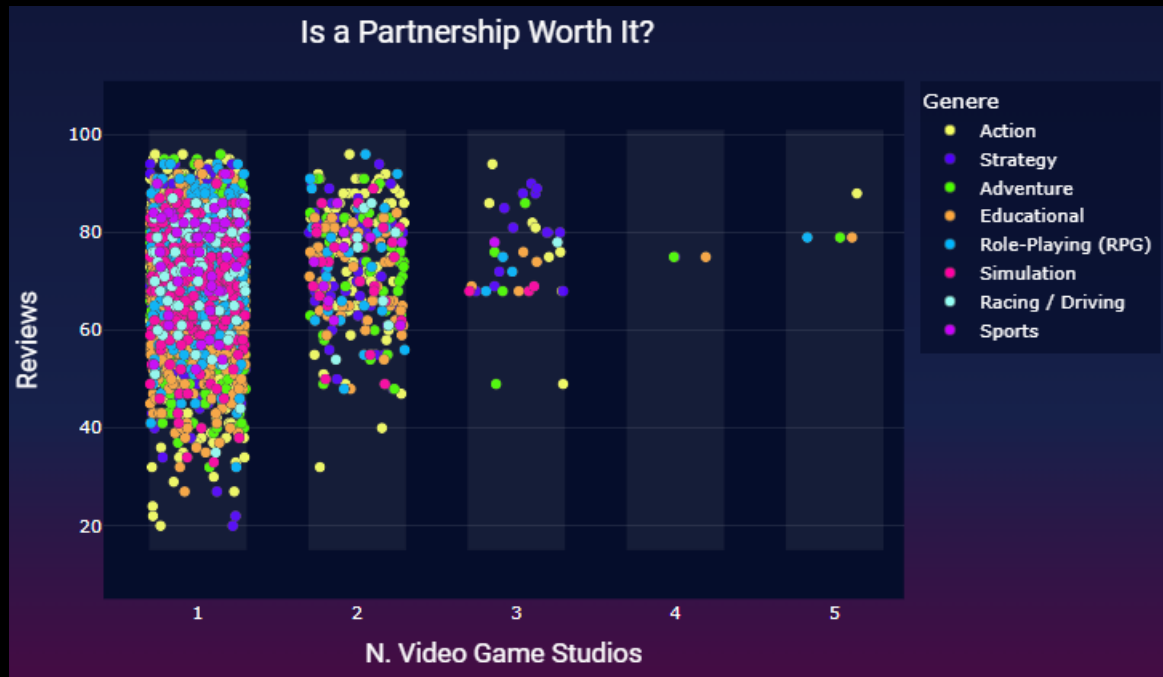 Is a Partnership Worth It?
Genere
Action
Strategy
Adventure
Educational
Role-Playing (RPG)
Simulation
Racing / Driving
Sports
Reviews
100
80
60
40
20
1 2 3 4 5
N. Video Game Studios